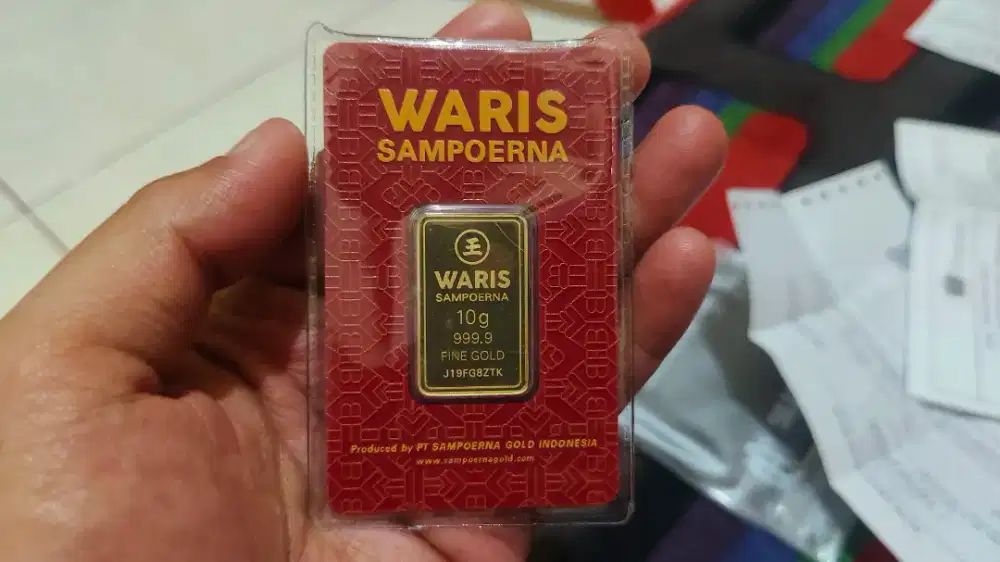 WARIS
SAMPOERNA
王
WARIS
SAMPOERNA
10g
999.9
FINE GOLD
J19FG8ZTK
Produced by PT SAMPOERNA GOLD INDONESIA
www.sampoernagold.com